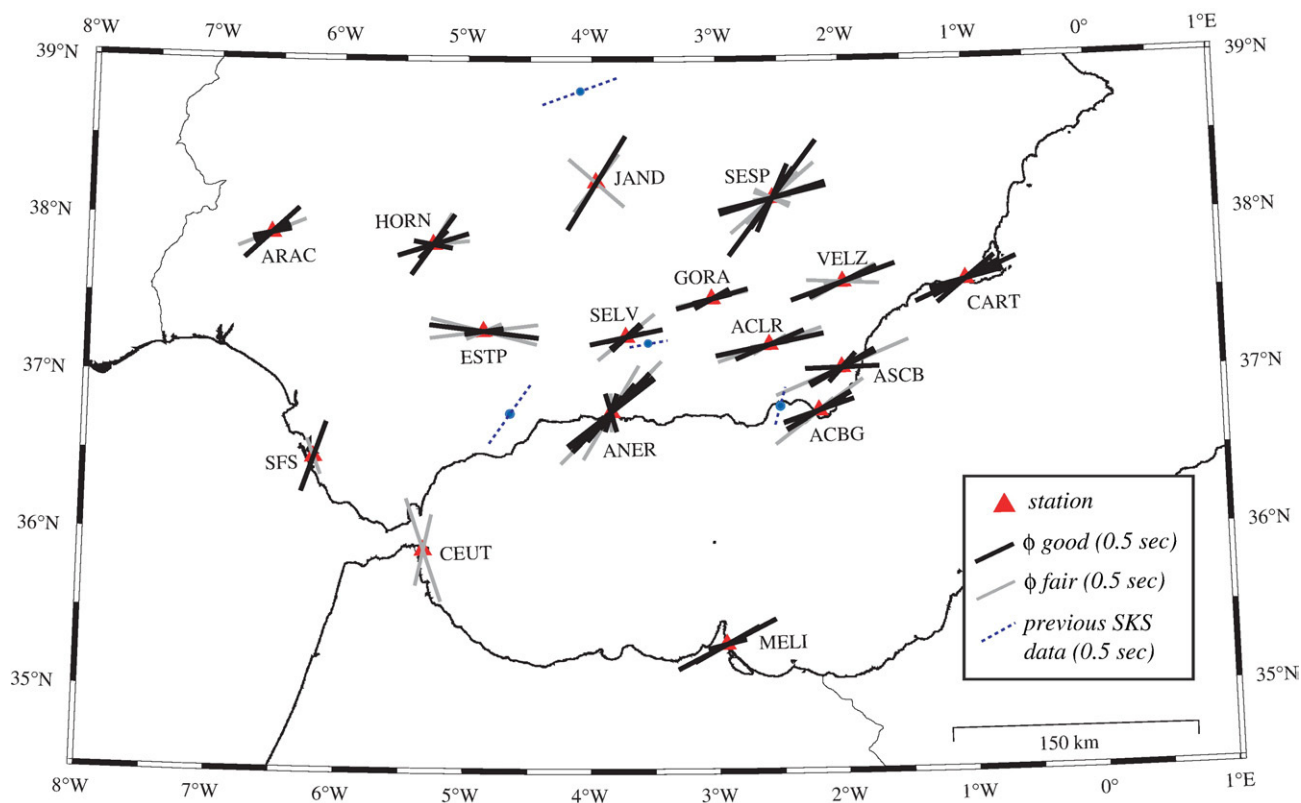 8°W 7°W 6°W 5°W 4°W 3°W 2°W 1°W 0° 1°E
39°N 39°N
JAND SESP
38°N 38°N
HORN
ARAC VELZ
GORA CART
SELV ACLR
ESTP
37°N 37°N
ASCB
ACBG
ANER
SFS
36°N 36°N
CEUT
station
ϕ good (0.5 sec)
ϕ fair (0.5 sec)
previous SKS
data (0.5 sec)
MELI
35°N 35°N
150 km
8°W 7°W 6°W 5°W 4°W 3°W 2°W 1°W 0° 1°E